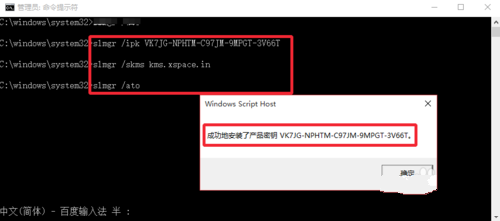 管理员: 命令提示符
C:\windows\system32>
C:\windows\system32>slmgr /ipk VK7JG-NPHTM-C97JM-9MPGT-3V66T
C:\windows\system32>slmgr /skms kms.xspace.in
C:\windows\system32>slmgr /ato
Windows Script Host
成功地安装了产品密钥 VK7JG-NPHTM-C97JM-9MPGT-3V66T。
确定
中文(简体) - 百度输入法 半 :